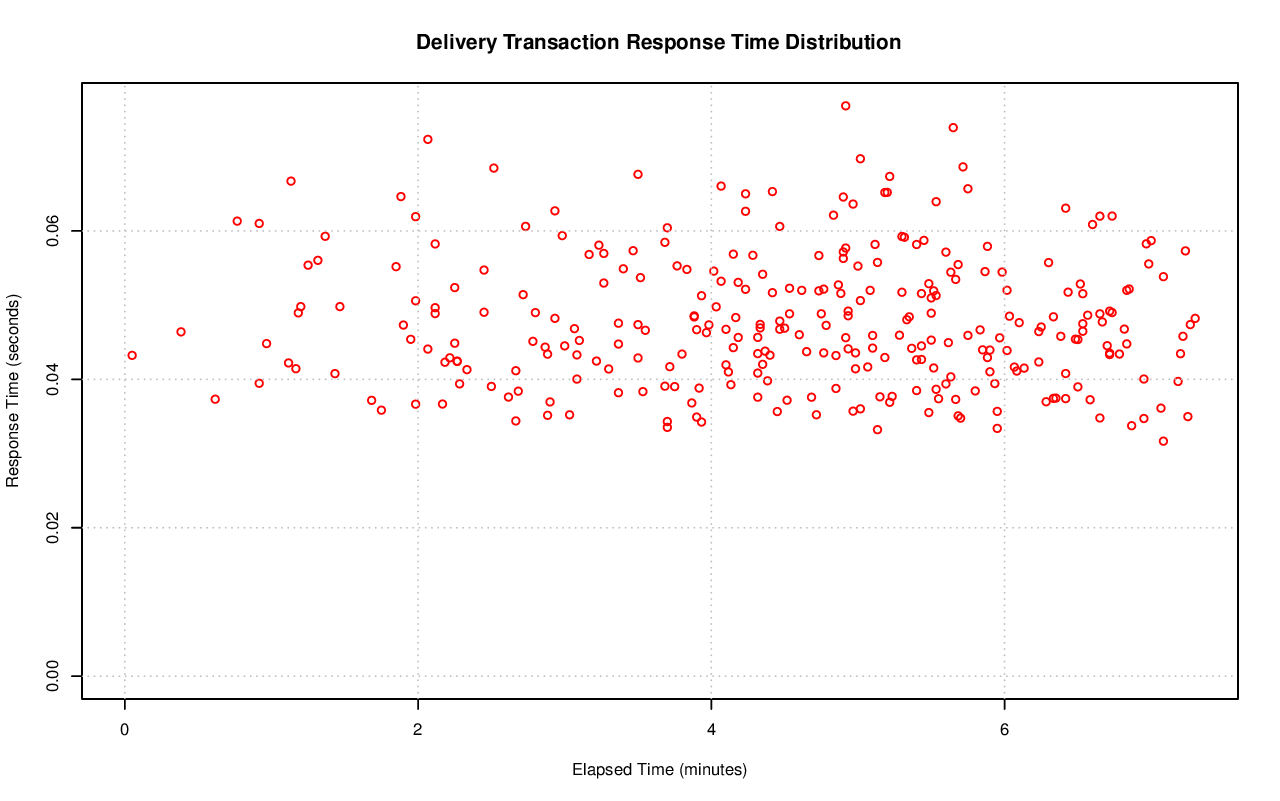 Delivery Transaction Response Time Distribution
Response Time (seconds)
0.06
0.04
0.02
0.00
0 2 4 6
Elapsed Time (minutes)